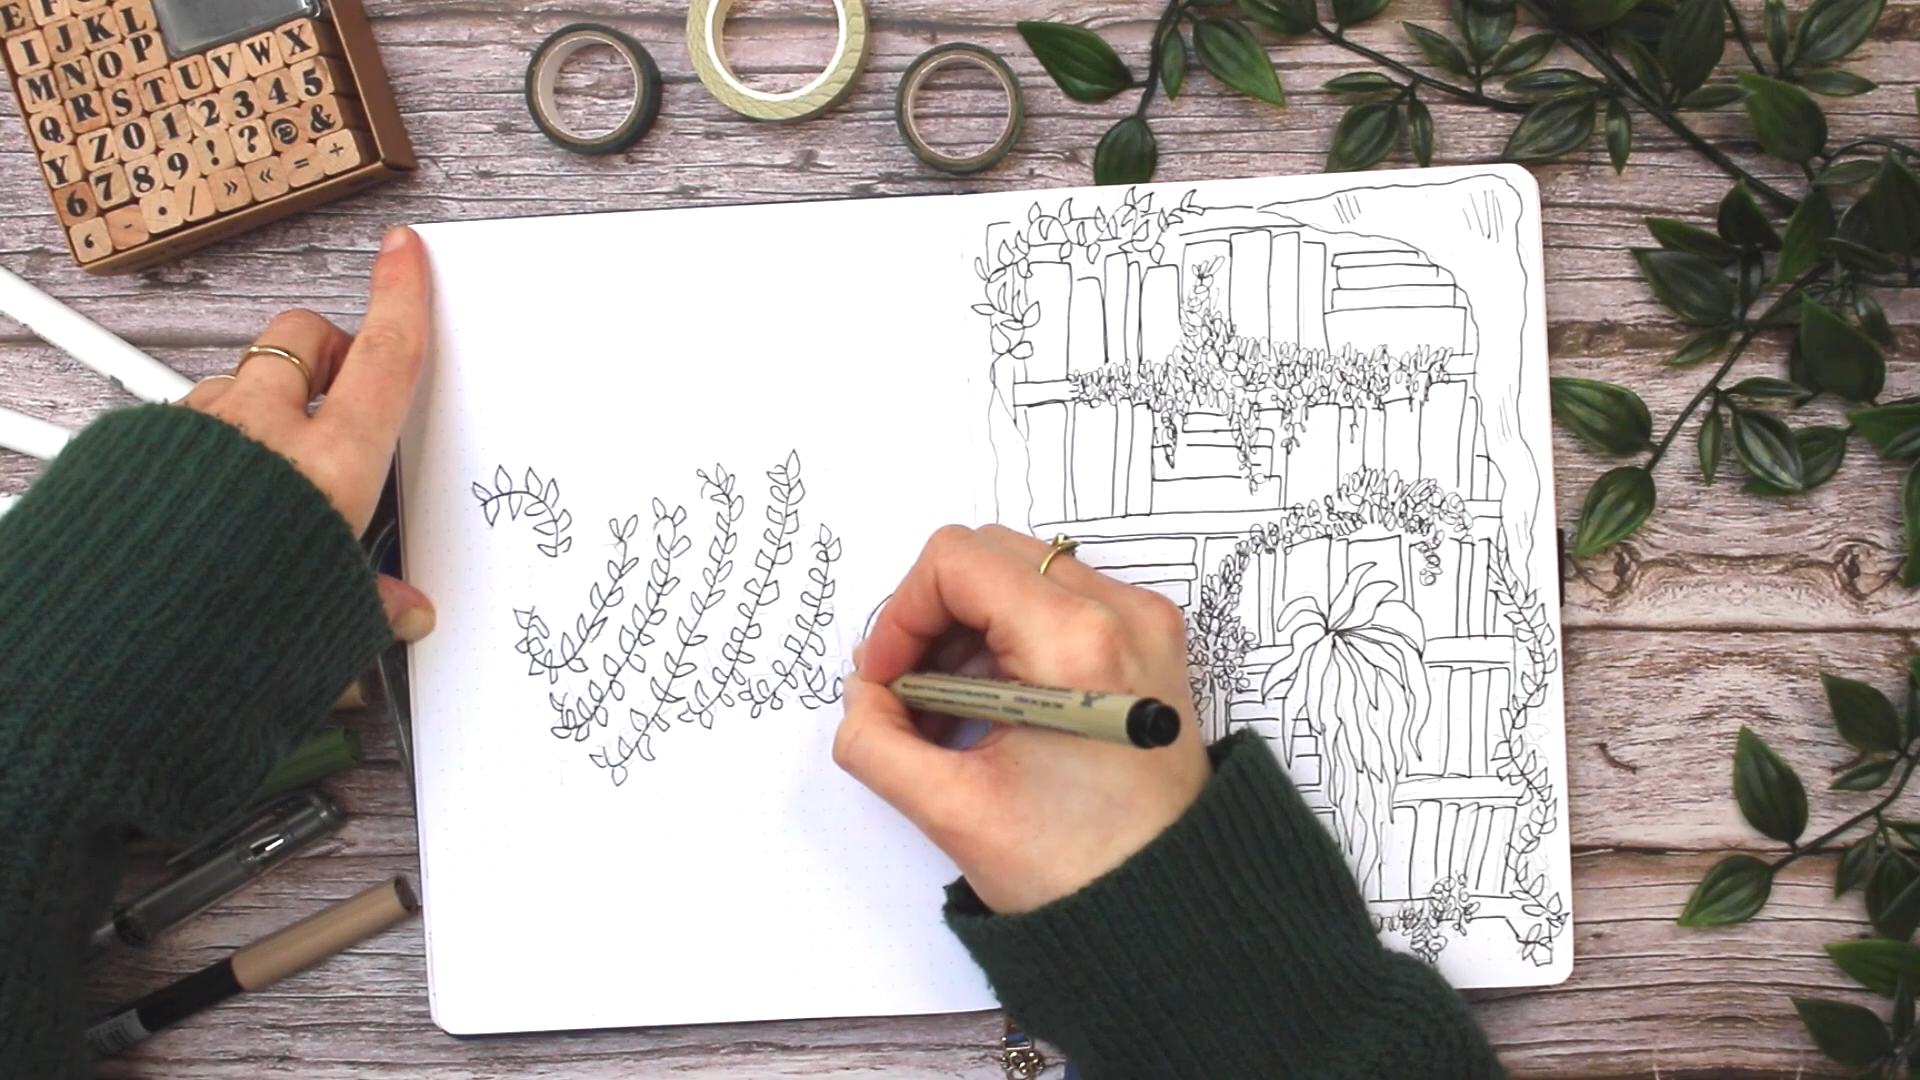 E F
I J K L
M N O P
Q R S T U V W X
Y Z 0 1 2 3 4 5
6 7 8 9 ! ? @ &
‘ - . / » « = +